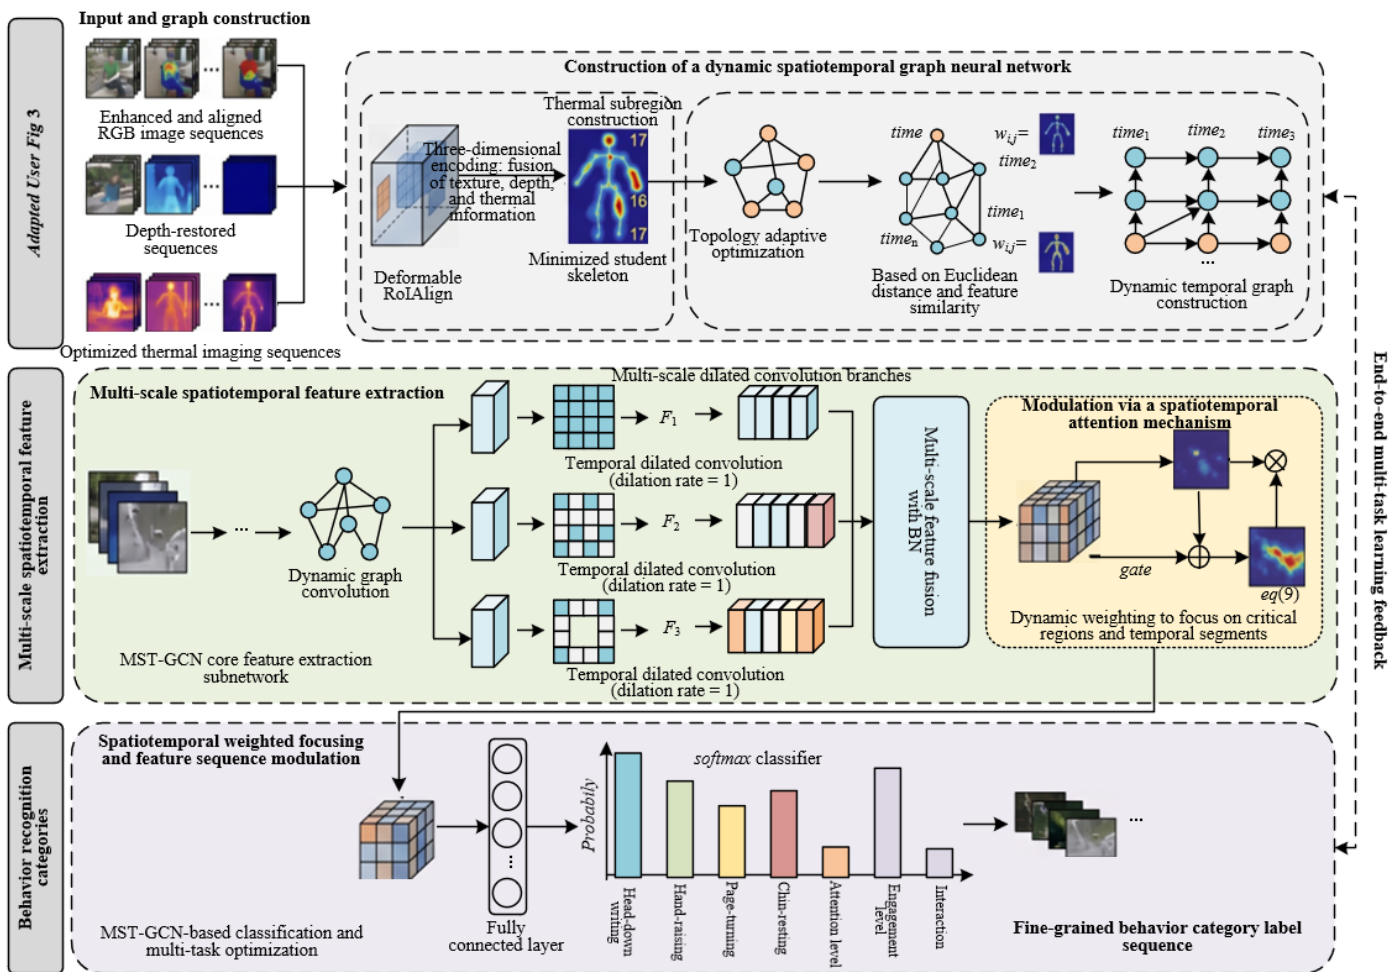 Adapted User Fig 3
Input and graph construction
Enhanced and aligned
RGB image sequences
Depth-restored
sequences
Optimized thermal imaging sequences
Construction of a dynamic spatiotemporal graph neural network
Three-dimensional
encoding: fusion
of texture, depth,
and thermal
information
Deformable
RoIAlign
Thermal subregion
construction
17
16
17
Minimized student
skeleton
Topology adaptive
optimization
time
time2
time1
timen
wi,j=
wi,j=
Based on Euclidean
distance and feature
similarity
time1
time2
time3
...
Dynamic temporal graph
construction
End-to-end multi-task learning feedback
Multi-scale spatiotemporal feature
extraction
Multi-scale spatiotemporal feature extraction
...
Dynamic graph
convolution
MST-GCN core feature extraction
subnetwork
Multi-scale dilated convolution branches
F1
Temporal dilated convolution
(dilation rate = 1)
F2
Temporal dilated convolution
(dilation rate = 1)
F3
Temporal dilated convolution
(dilation rate = 1)
Multi-scale feature fusion
with BN
Modulation via a spatiotemporal
attention mechanism
gate
eq(9)
Dynamic weighting to focus on critical
regions and temporal segments
Behavior recognition
categories
Spatiotemporal weighted focusing
and feature sequence modulation
MST-GCN-based classification and
multi-task optimization
Fully
connected layer
softmax classifier
Probabily
Head-down
writing
Hand-raising
Page-turning
Chin-resting
Attention level
Engagement
level
Interaction
...
Fine-grained behavior category label
sequence